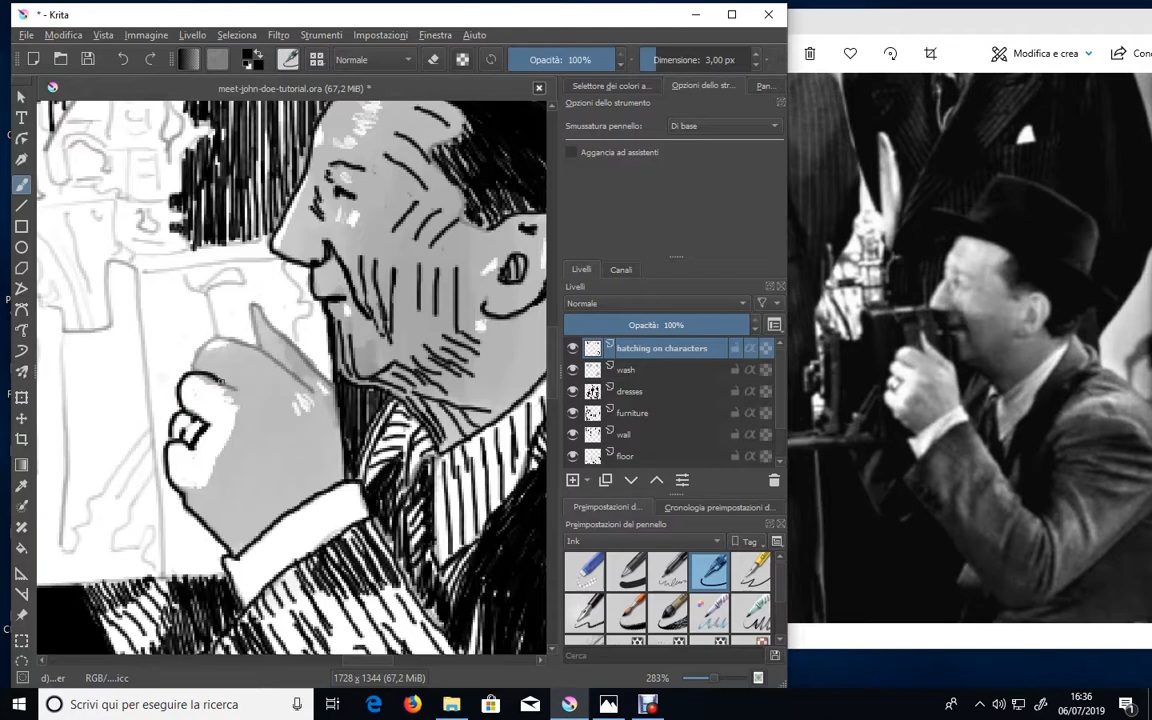 * - Krita
File Modifica Vista Immagine Livello Seleziona Filtro Strumenti Impostazioni Finestra Aiuto
Normale Opacità: 100% Dimensione: 3,00 px
Modifica e crea
meet-john-doe-tutorial.ora (67,2 MiB) *
Selettore dei colori a... Opzioni dello str... Pan...
Opzioni dello strumento
Smussatura pennello: Di base
Aggancia ad assistenti
Livelli Canali
Livelli
Normale
Opacità: 100%
hatching on characters
wash
dresses
furniture
wall
floor
Preimpostazioni d... Cronologia preimpostazioni d...
Preimpostazioni del pennello
Ink Tag
Cerca
d)...er RGB/....icc 1728 x 1344 (67,2 MiB) 283%
Scrivi qui per eseguire la ricerca
16:36
06/07/2019
1